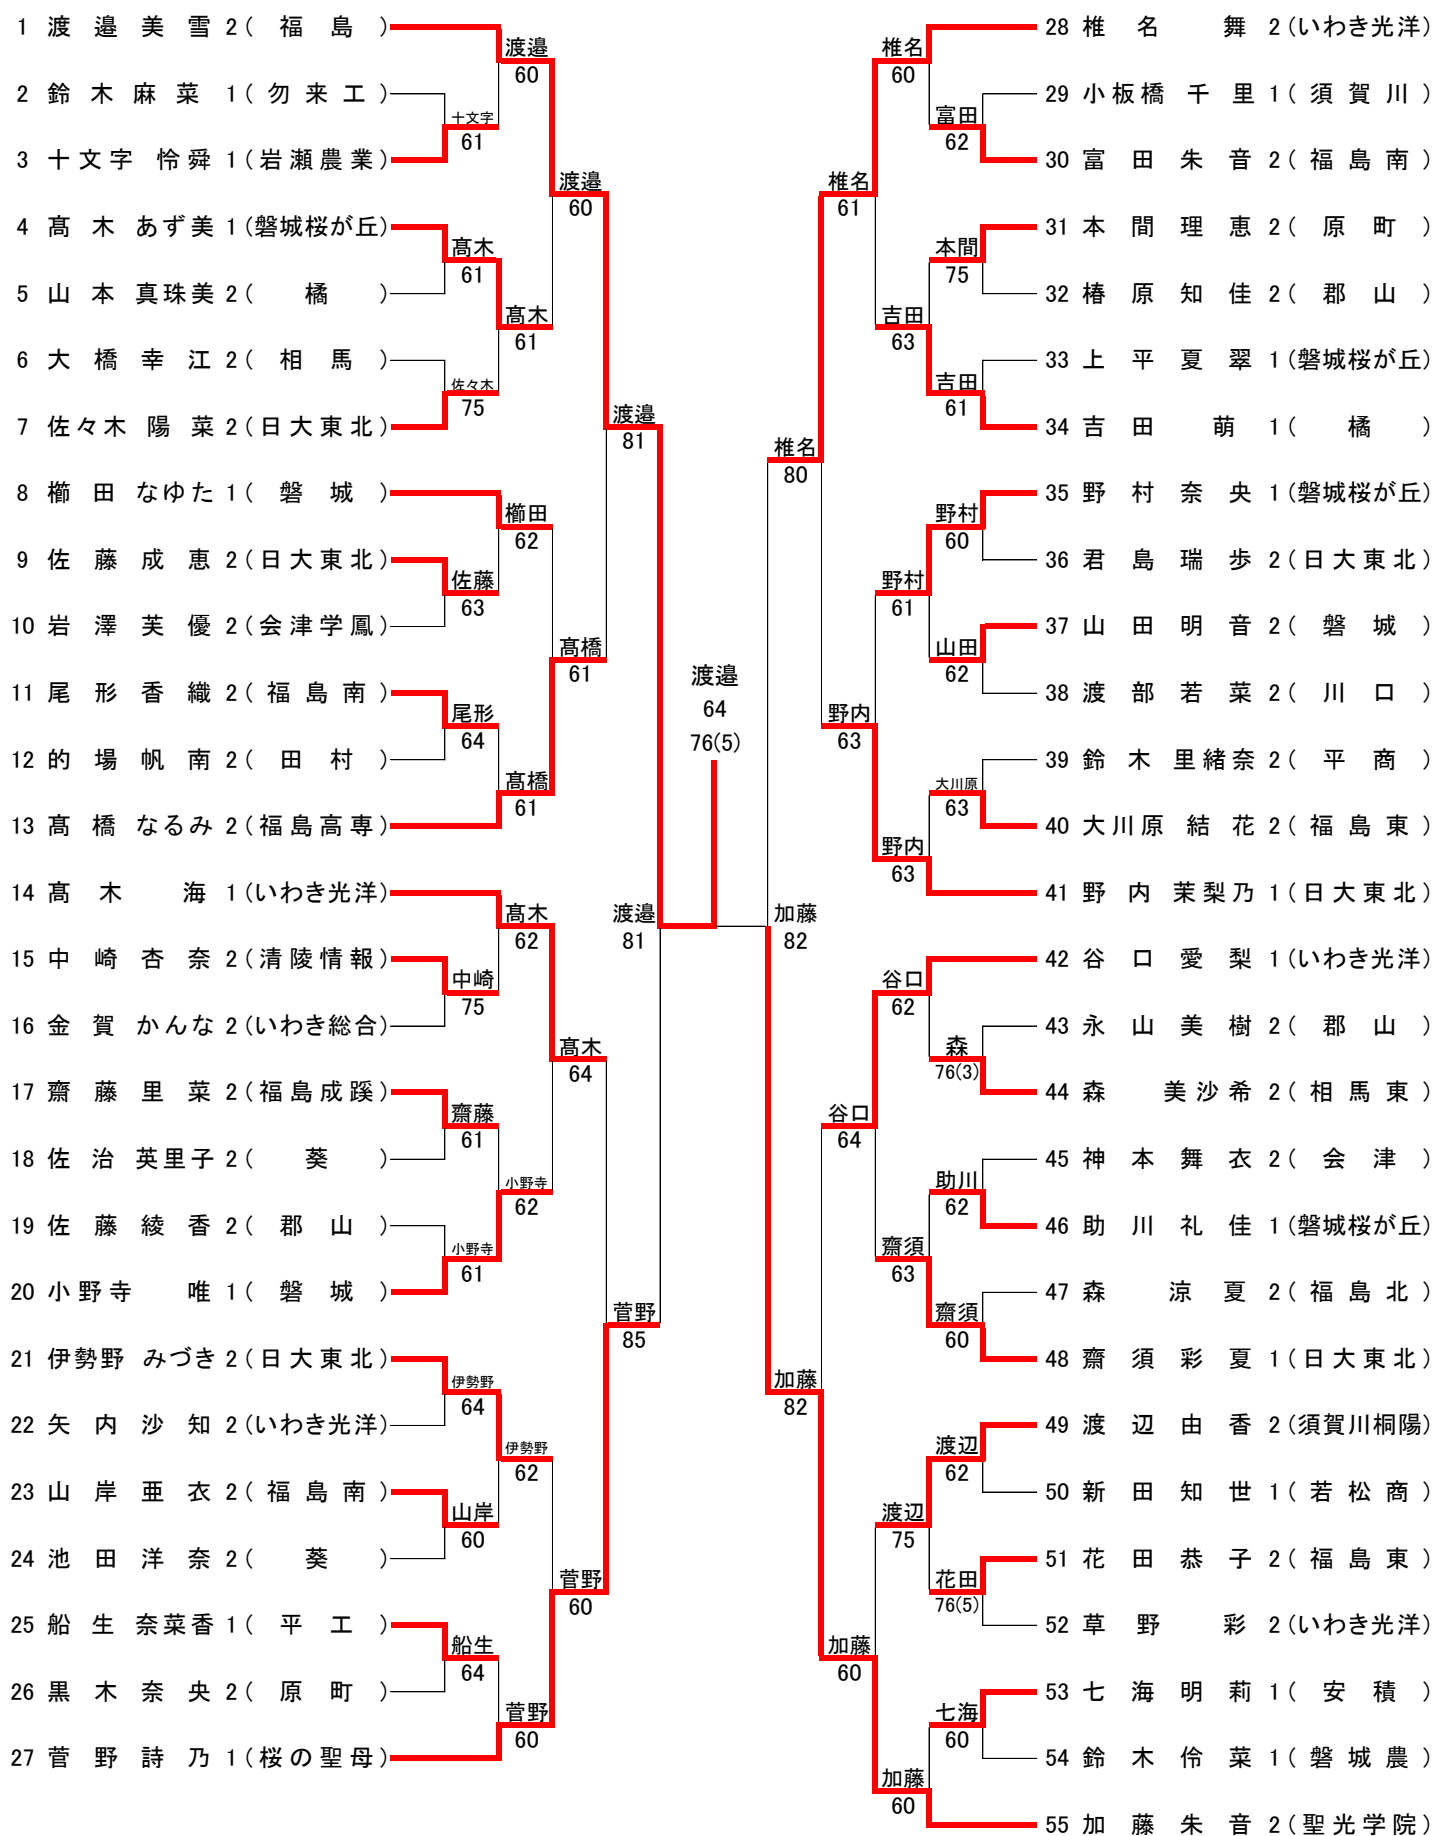 1 渡邉美雪 2 (福島)
2 鈴木麻菜 1 (勿来工)
3 十文字 怜舜 1 (岩瀬農業)
4 髙木 あず美 1 (磐城桜が丘)
5 山本 真珠美 2 (橘)
6 大橋幸江 2 (相馬)
7 佐々木 陽菜 2 (日大東北)
8 櫛田 なゆた 1 (磐城)
9 佐藤成恵 2 (日大東北)
10 岩澤芙優 2 (会津学鳳)
11 尾形香織 2 (福島南)
12 的場帆南 2 (田村)
13 髙橋 なるみ 2 (福島高専)
14 髙木 海 1 (いわき光洋)
15 中崎杏奈 2 (清陵情報)
16 金賀 かんな 2 (いわき総合)
17 齋藤里菜 2 (福島成蹊)
18 佐治 英里子 2 (葵)
19 佐藤綾香 2 (郡山)
20 小野寺 唯 1 (磐城)
21 伊勢野 みづき 2 (日大東北)
22 矢内沙知 2 (いわき光洋)
23 山岸亜衣 2 (福島南)
24 池田洋奈 2 (葵)
25 船生 奈菜香 1 (平工)
26 黒木奈央 2 (原町)
27 菅野詩乃 1 (桜の聖母)
渡邉
60
十文字
61
髙木
61
佐々木
75
櫛田
62
佐藤
63
尾形
64
髙橋
61
髙木
62
中崎
75
齋藤
61
小野寺
61
伊勢野
64
山岸
60
船生
64
菅野
60
渡邉
60
髙木
61
髙橋
61
髙木
64
小野寺
62
伊勢野
62
菅野
60
渡邉
81
菅野
85
渡邉
81
渡邉
64
76(5)
加藤
82
椎名
80
加藤
82
椎名
61
野内
63
谷口
64
加藤
60
椎名
60
吉田
63
野村
61
野内
63
谷口
62
齋須
63
渡辺
75
加藤
60
富田
62
本間
75
吉田
61
野村
60
山田
62
大川原
63
森
76(3)
助川
62
齋須
60
渡辺
62
花田
76(5)
七海
60
28 椎名 舞 2 (いわき光洋)
29 小板橋 千里 1 (須賀川)
30 富田朱音 2 (福島南)
31 本間理恵 2 (原町)
32 椿原知佳 2 (郡山)
33 上平夏翠 1 (磐城桜が丘)
34 吉田 萌 1 (橘)
35 野村奈央 1 (磐城桜が丘)
36 君島瑞歩 2 (日大東北)
37 山田明音 2 (磐城)
38 渡部若菜 2 (川口)
39 鈴木 里緒奈 2 (平商)
40 大川原 結花 2 (福島東)
41 野内 茉梨乃 1 (日大東北)
42 谷口愛梨 1 (いわき光洋)
43 永山美樹 2 (郡山)
44 森 美沙希 2 (相馬東)
45 神本舞衣 2 (会津)
46 助川礼佳 1 (磐城桜が丘)
47 森 涼夏 2 (福島北)
48 齋須彩夏 1 (日大東北)
49 渡辺由香 2 (須賀川桐陽)
50 新田知世 1 (若松商)
51 花田恭子 2 (福島東)
52 草野 彩 2 (いわき光洋)
53 七海明莉 1 (安積)
54 鈴木伶菜 1 (磐城農)
55 加藤朱音 2 (聖光学院)